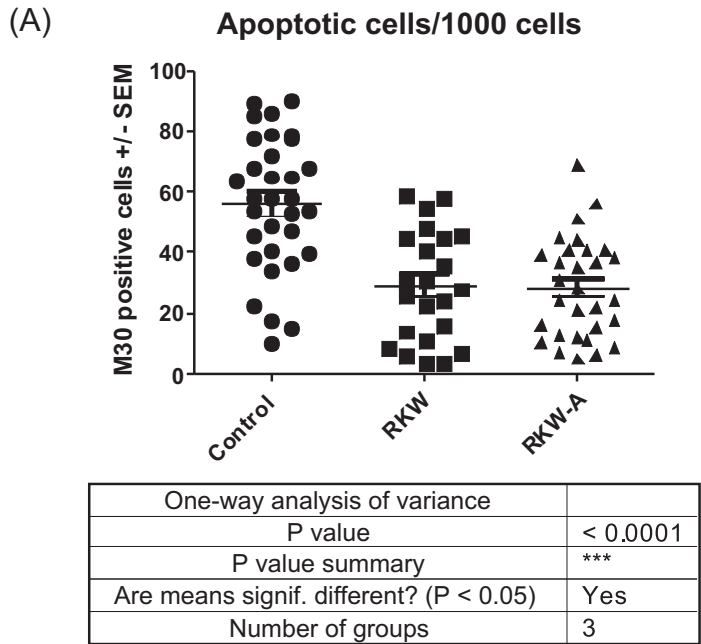 (A)
Apoptotic cells/1000 cells
M30 positive cells +/- SEM
100
80
60
40
20
0
Control
RKW
RKW-A
One-way analysis of variance
P value < 0.0001
P value summary ***
Are means signif. different? (P < 0.05) Yes
Number of groups 3